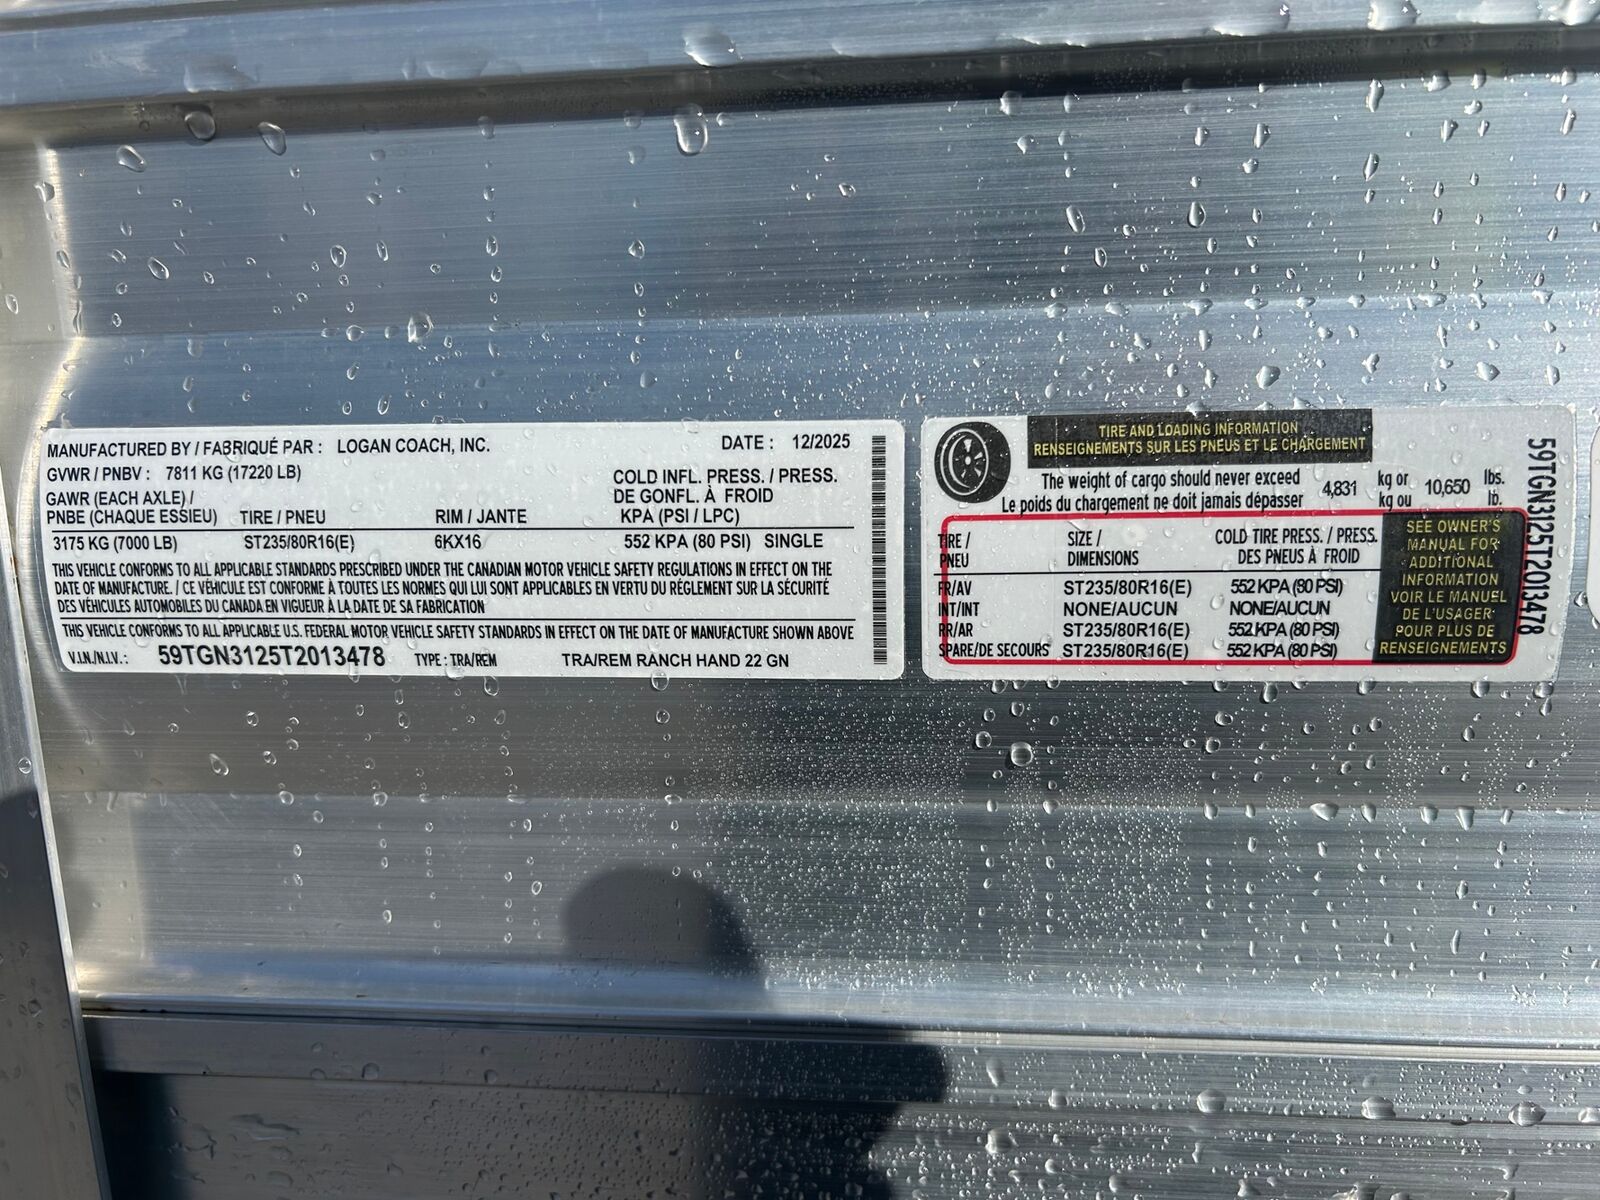 MANUFACTURED BY / FABRIQUÉ PAR : LOGAN COACH, INC. DATE : 12/2025
GVWR / PNBV : 7811 KG (17220 LB)
COLD INFL. PRESS. / PRESS.
DE GONFL. À FROID
KPA (PSI / LPC)
GAWR (EACH AXLE) /
PNBE (CHAQUE ESSIEU) TIRE / PNEU RIM / JANTE
3175 KG (7000 LB) ST235/80R16(E) 6KX16 552 KPA (80 PSI) SINGLE
THIS VEHICLE CONFORMS TO ALL APPLICABLE STANDARDS PRESCRIBED UNDER THE CANADIAN MOTOR VEHICLE SAFETY REGULATIONS IN EFFECT ON THE
DATE OF MANUFACTURE. / CE VÉHICULE EST CONFORME À TOUTES LES NORMES QUI LUI SONT APPLICABLES EN VERTU DU RÉGLEMENT SUR LA SÉCURITÉ
DES VÉHICULES AUTOMOBILES DU CANADA EN VIGUEUR À LA DATE DE SA FABRICATION
THIS VEHICLE CONFORMS TO ALL APPLICABLE U.S. FEDERAL MOTOR VEHICLE SAFETY STANDARDS IN EFFECT ON THE DATE OF MANUFACTURE SHOWN ABOVE
V.I.N./N.I.V. : 59TGN3125T2013478 TYPE : TRA/REM TRA/REM RANCH HAND 22 GN
TIRE AND LOADING INFORMATION
RENSEIGNEMENTS SUR LES PNEUS ET LE CHARGEMENT
The weight of cargo should never exceed 4,831 kg or 10,650 lbs.
Le poids du chargement ne doit jamais dépasser kg ou lb.
TIRE / SIZE / COLD TIRE PRESS. / PRESS.
PNEU DIMENSIONS DES PNEUS À FROID
FR/AV ST235/80R16(E) 552 KPA (80 PSI)
INT/INT NONE/AUCUN NONE/AUCUN
RR/AR ST235/80R16(E) 552 KPA (80 PSI)
SPARE/DE SECOURS ST235/80R16(E) 552 KPA (80 PSI)
SEE OWNER'S
MANUAL FOR
ADDITIONAL
INFORMATION
VOIR LE MANUEL
DE L'USAGER
POUR PLUS DE
RENSEIGNEMENTS
59TGN3125T2013478